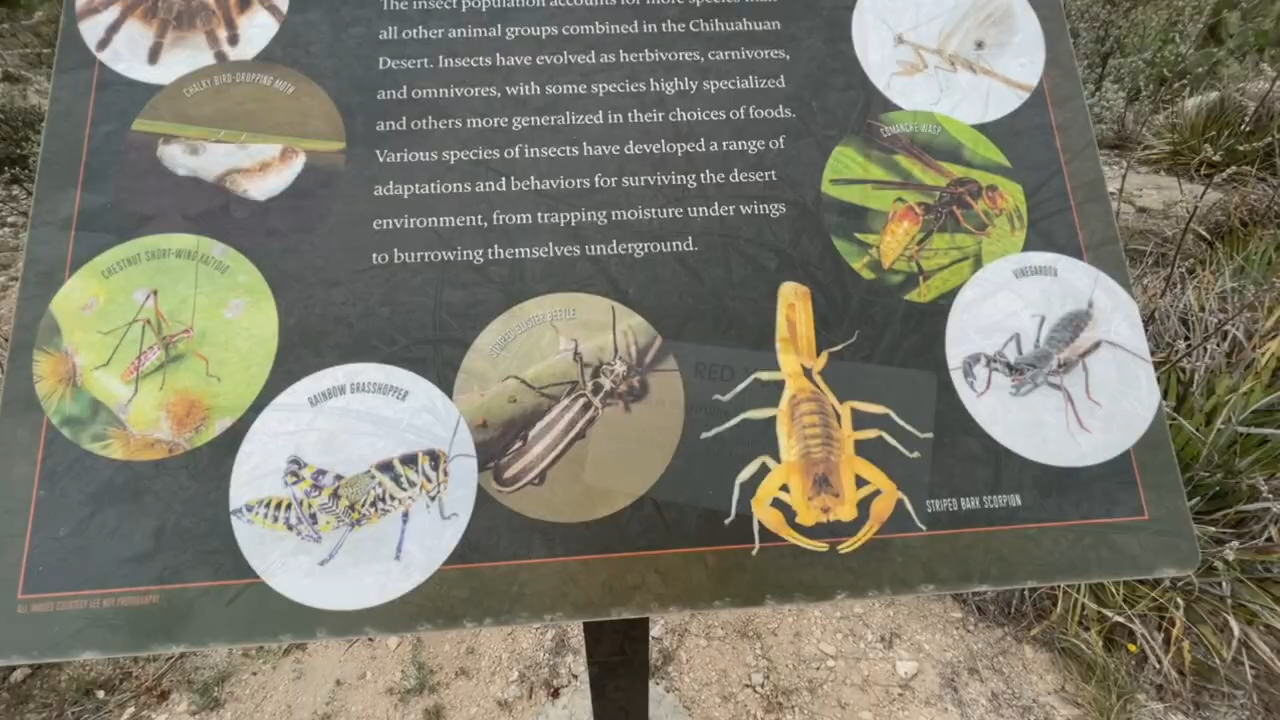 The insect population accounts for more species than
all other animal groups combined in the Chihuahuan
Desert. Insects have evolved as herbivores, carnivores,
and omnivores, with some species highly specialized
and others more generalized in their choices of foods.
Various species of insects have developed a range of
adaptations and behaviors for surviving the desert
environment, from trapping moisture under wings
to burrowing themselves underground.
CHALKY BIRD-DROPPING MOTH
COMANCHE WASP
CHESTNUT SHORT-WING KATYDID
VINEGAROON
STRIPED BLISTER BEETLE
RAINBOW GRASSHOPPER
RED
STRIPED BARK SCORPION
ALL IMAGES COURTESY LEE HOY PHOTOGRAPHY